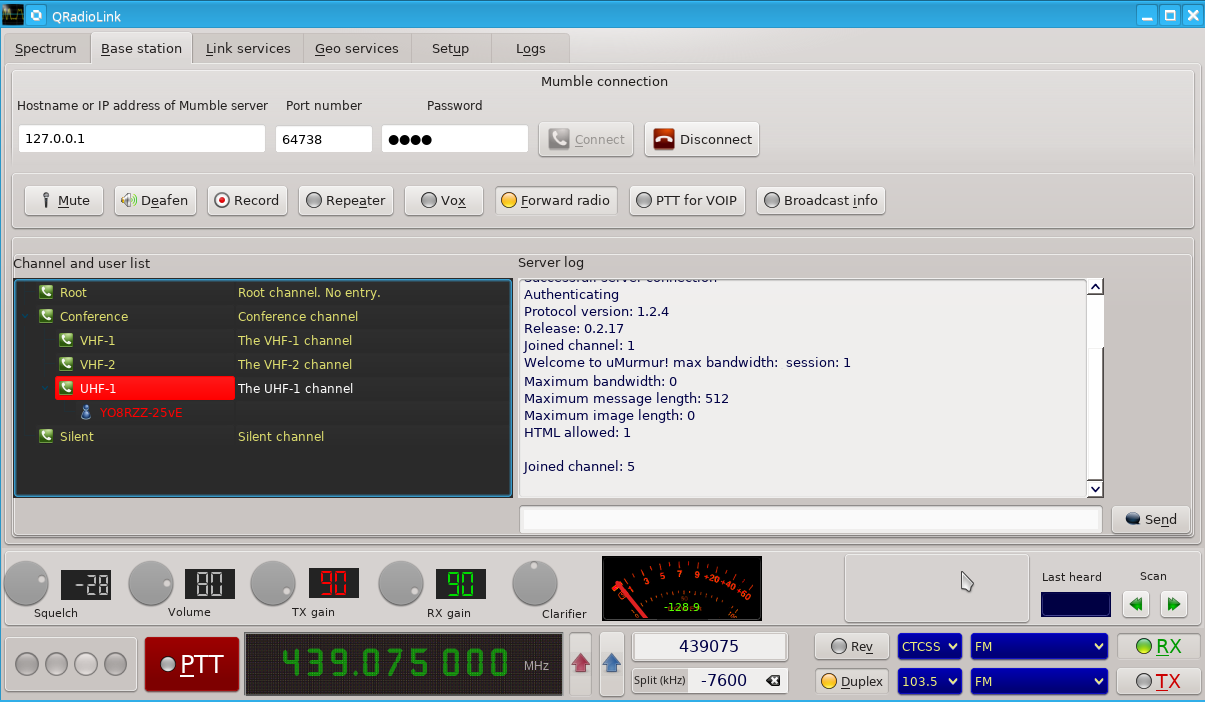 QRadioLink
Spectrum Base station Link services Geo services Setup Logs
Mumble connection
Hostname or IP address of Mumble server Port number Password
127.0.0.1 64738 ●●●● Connect Disconnect
Mute Deafen Record Repeater Vox Forward radio PTT for VOIP Broadcast info
Channel and user list
Root Root channel. No entry.
Conference Conference channel
VHF-1 The VHF-1 channel
VHF-2 The VHF-2 channel
UHF-1 The UHF-1 channel
YO8RZZ-25vE
Silent Silent channel
Server log
Successfull server connection
Authenticating
Protocol version: 1.2.4
Release: 0.2.17
Joined channel: 1
Welcome to uMurmur! max bandwidth:  session: 1
Maximum bandwidth: 0
Maximum message length: 512
Maximum image length: 0
HTML allowed: 1
Joined channel: 5
Send
-28 80 90 90
Squelch Volume TX gain RX gain Clarifier
1 3 5 7 9 +20 +40 +60
-128.9
Last heard Scan
PTT 439.075 000 MHz
439075
Split (kHz) -7600
Rev CTCSS FM RX
Duplex 103.5 FM TX